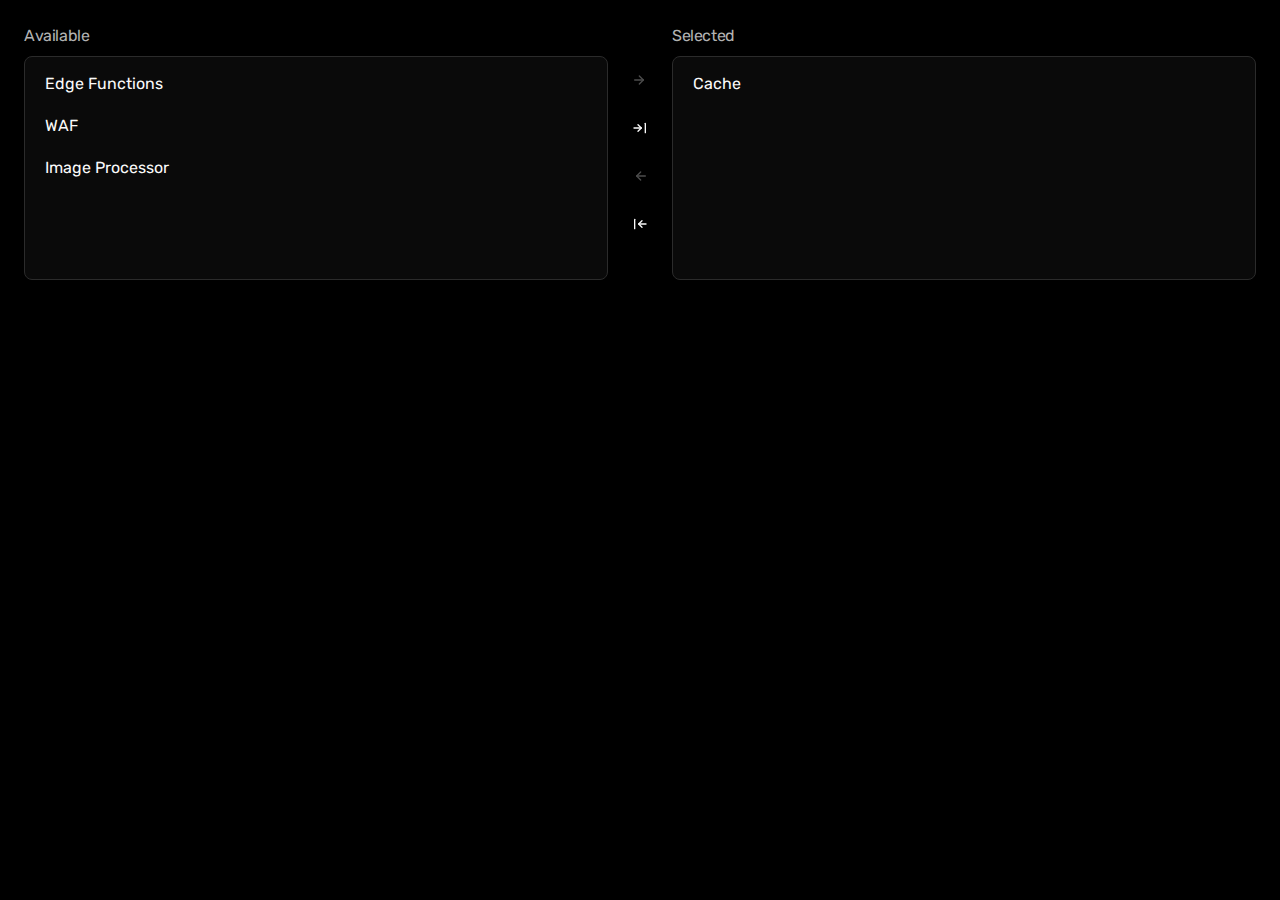 Available
Edge Functions
WAF
Image Processor
Selected
Cache